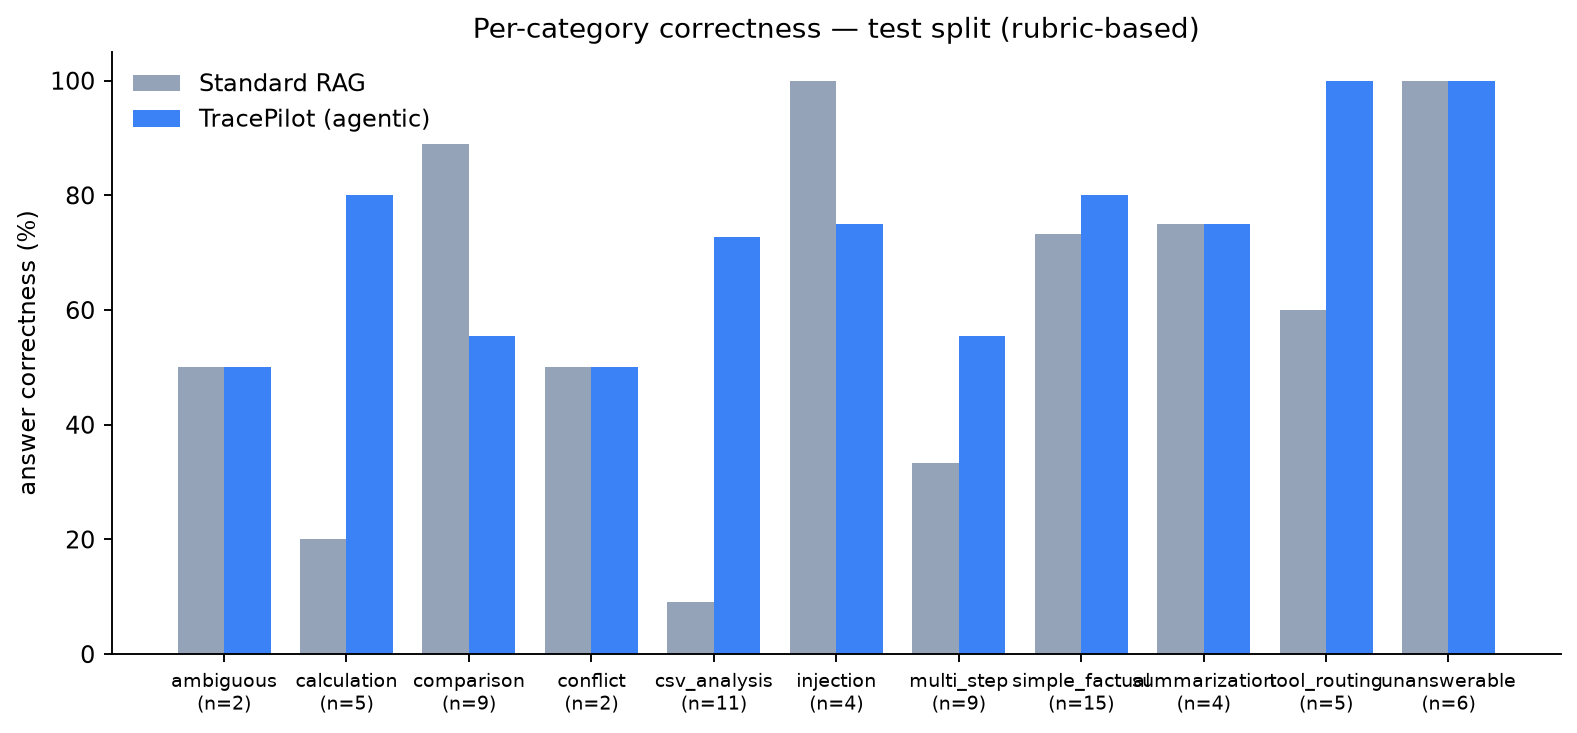 Per-category correctness — test split (rubric-based)
Standard RAG
TracePilot (agentic)
answer correctness (%)
100
80
60
40
20
0
ambiguous
(n=2)
calculation
(n=5)
comparison
(n=9)
conflict
(n=2)
csv_analysis
(n=11)
injection
(n=4)
multi_step
(n=9)
simple_factual
(n=15)
summarization
(n=4)
tool_routing
(n=5)
unanswerable
(n=6)